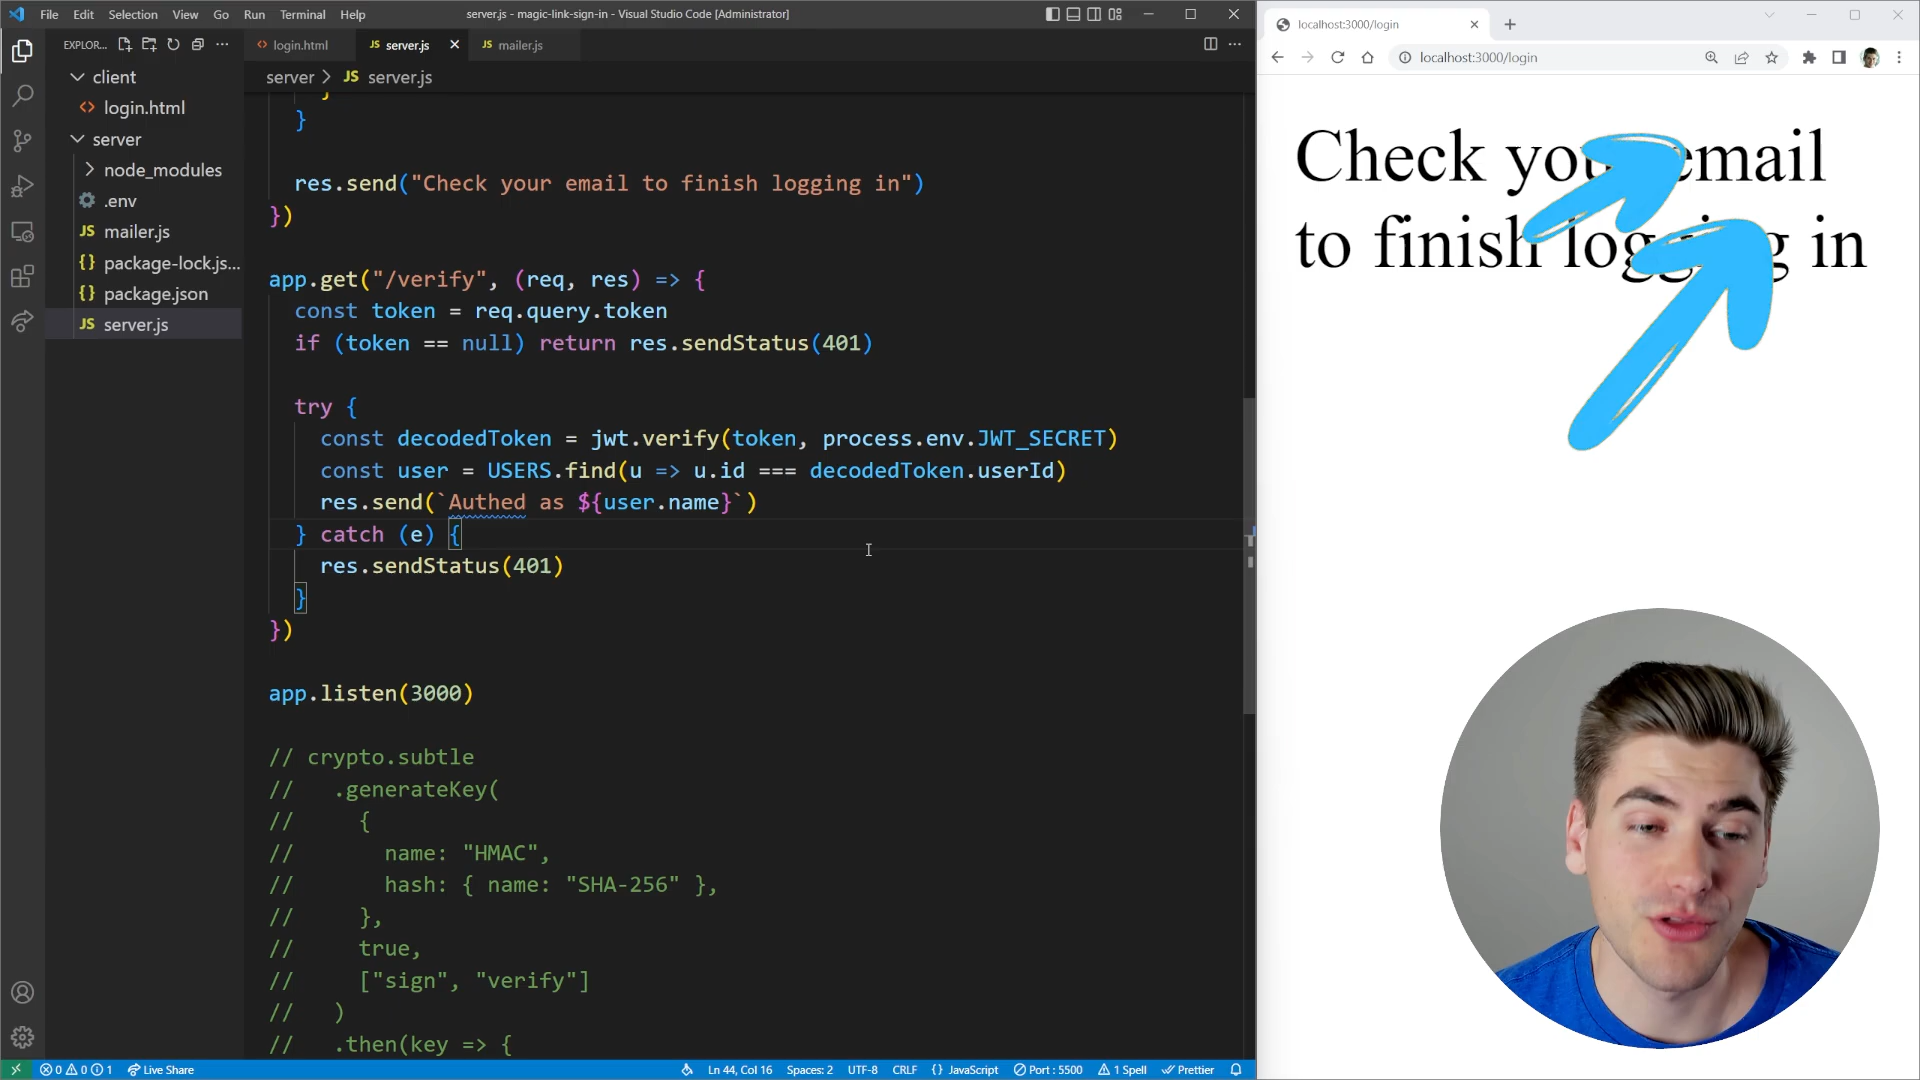 File Edit Selection View Go Run Terminal Help
server.js - magic-link-sign-in - Visual Studio Code [Administrator]
EXPLOR...
client
login.html
server
node_modules
.env
mailer.js
package-lock.js...
package.json
server.js
login.html
server.js
mailer.js
server > JS server.js
}
res.send("Check your email to finish logging in")
})
app.get("/verify", (req, res) => {
const token = req.query.token
if (token == null) return res.sendStatus(401)
try {
const decodedToken = jwt.verify(token, process.env.JWT_SECRET)
const user = USERS.find(u => u.id === decodedToken.userId)
res.send(`Authed as ${user.name}`)
} catch (e) {
res.sendStatus(401)
}
})
app.listen(3000)
// crypto.subtle
// .generateKey(
// {
// name: "HMAC",
// hash: { name: "SHA-256" },
// },
// true,
// ["sign", "verify"]
// )
// .then(key => {
0 0 1 Live Share
Ln 44, Col 16 Spaces: 2 UTF-8 CRLF {} JavaScript Port : 5500 1 Spell Prettier
localhost:3000/login
localhost:3000/login
Check your email
to finish logging in